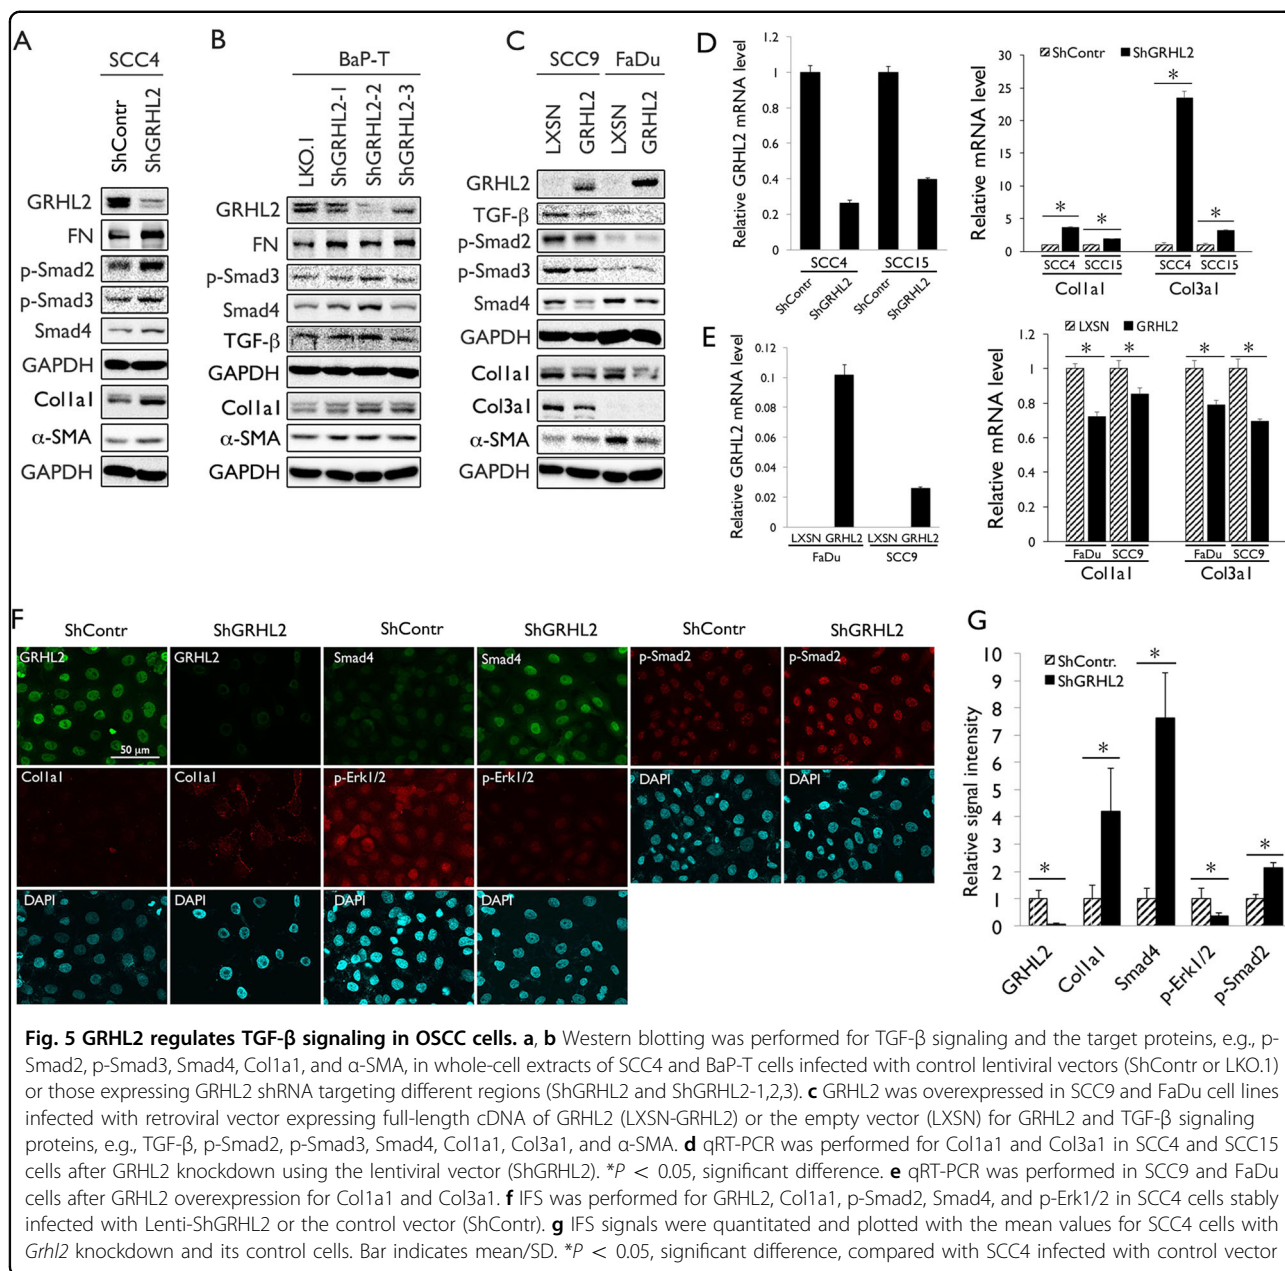 A
SCC4
ShContr
ShGRHL2
GRHL2
FN
p-Smad2
p-Smad3
Smad4
GAPDH
Col1a1
α-SMA
GAPDH
B
BaP-T
LKO.1
ShGRHL2-1
ShGRHL2-2
ShGRHL2-3
GRHL2
FN
p-Smad3
Smad4
TGF-β
GAPDH
Col1a1
α-SMA
GAPDH
C
SCC9 FaDu
LXSN
GRHL2
LXSN
GRHL2
GRHL2
TGF-β
p-Smad2
p-Smad3
Smad4
GAPDH
Col1a1
Col3a1
α-SMA
GAPDH
D
Relative GRHL2 mRNA level
1.2
1
0.8
0.6
0.4
0.2
0
SCC4 SCC15
ShContr
ShGRHL2
ShContr
ShGRHL2
ShContr ShGRHL2
Relative mRNA level
30
25
20
15
10
5
0
* * * *
SCC4 SCC15 SCC4 SCC15
Col1a1 Col3a1
E
Relative GRHL2 mRNA level
0.12
0.1
0.08
0.06
0.04
0.02
0
LXSN GRHL2 LXSN GRHL2
FaDu SCC9
LXSN GRHL2
Relative mRNA level
1.2
1
0.8
0.6
0.4
0.2
0
* * * *
FaDu SCC9 FaDu SCC9
Col1a1 Col3a1
F
ShContr ShGRHL2 ShContr ShGRHL2 ShContr ShGRHL2
GRHL2 GRHL2 Smad4 Smad4 p-Smad2 p-Smad2
50 μm
Col1a1 Col1a1 p-Erk1/2 p-Erk1/2 DAPI DAPI
DAPI DAPI DAPI DAPI
G
Relative signal intensity
10
9
8
7
6
5
4
3
2
1
0
ShContr.
ShGRHL2
* * * * *
GRHL2
Col1a1
Smad4
p-Erk1/2
p-Smad2
Fig. 5 GRHL2 regulates TGF-β signaling in OSCC cells. a, b Western blotting was performed for TGF-β signaling and the target proteins, e.g., p-
Smad2, p-Smad3, Smad4, Col1a1, and α-SMA, in whole-cell extracts of SCC4 and BaP-T cells infected with control lentiviral vectors (ShContr or LKO.1)
or those expressing GRHL2 shRNA targeting different regions (ShGRHL2 and ShGRHL2-1,2,3). c GRHL2 was overexpressed in SCC9 and FaDu cell lines
infected with retroviral vector expressing full-length cDNA of GRHL2 (LXSN-GRHL2) or the empty vector (LXSN) for GRHL2 and TGF-β signaling
proteins, e.g., TGF-β, p-Smad2, p-Smad3, Smad4, Col1a1, Col3a1, and α-SMA. d qRT-PCR was performed for Col1a1 and Col3a1 in SCC4 and SCC15
cells after GRHL2 knockdown using the lentiviral vector (ShGRHL2). *P < 0.05, significant difference. e qRT-PCR was performed in SCC9 and FaDu
cells after GRHL2 overexpression for Col1a1 and Col3a1. f IFS was performed for GRHL2, Col1a1, p-Smad2, Smad4, and p-Erk1/2 in SCC4 cells stably
infected with Lenti-ShGRHL2 or the control vector (ShContr). g IFS signals were quantitated and plotted with the mean values for SCC4 cells with
Grhl2 knockdown and its control cells. Bar indicates mean/SD. *P < 0.05, significant difference, compared with SCC4 infected with control vector